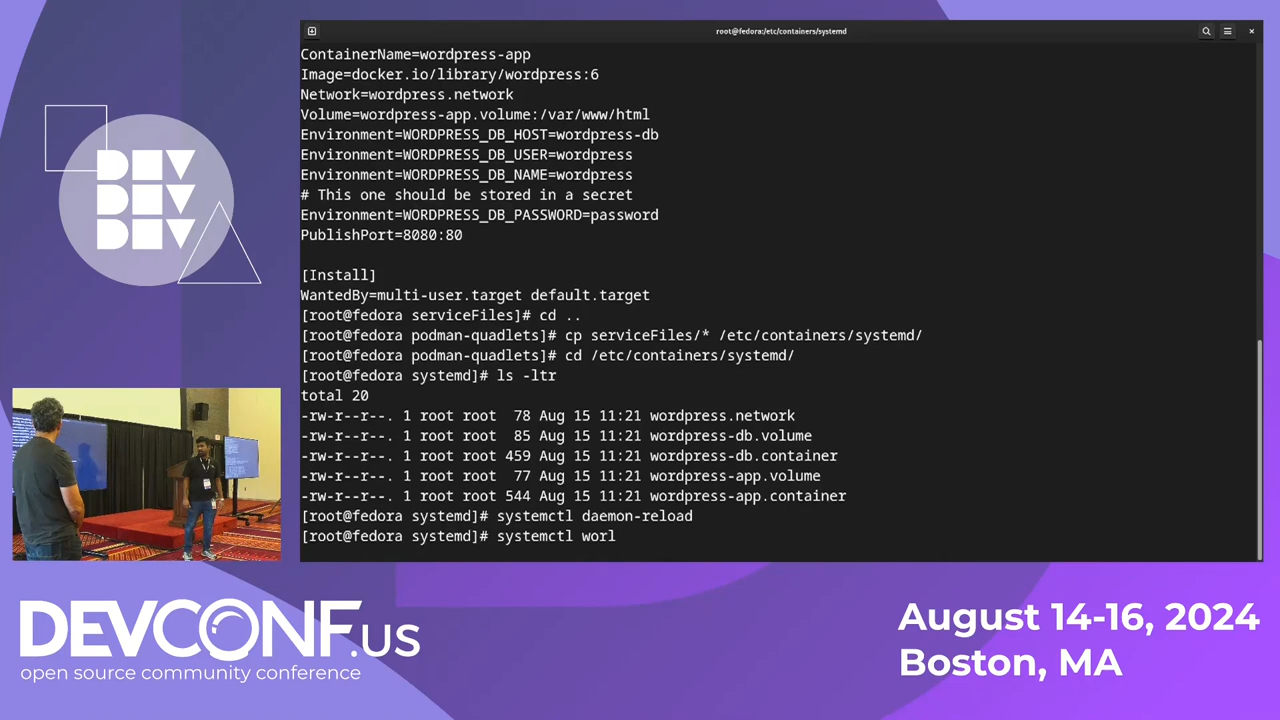 root@fedora:/etc/containers/systemd
ContainerName=wordpress-app
Image=docker.io/library/wordpress:6
Network=wordpress.network
Volume=wordpress-app.volume:/var/www/html
Environment=WORDPRESS_DB_HOST=wordpress-db
Environment=WORDPRESS_DB_USER=wordpress
Environment=WORDPRESS_DB_NAME=wordpress
# This one should be stored in a secret
Environment=WORDPRESS_DB_PASSWORD=password
PublishPort=8080:80
[Install]
WantedBy=multi-user.target default.target
[root@fedora serviceFiles]# cd ..
[root@fedora podman-quadlets]# cp serviceFiles/* /etc/containers/systemd/
[root@fedora podman-quadlets]# cd /etc/containers/systemd/
[root@fedora systemd]# ls -ltr
total 20
-rw-r--r--. 1 root root  78 Aug 15 11:21 wordpress.network
-rw-r--r--. 1 root root  85 Aug 15 11:21 wordpress-db.volume
-rw-r--r--. 1 root root 459 Aug 15 11:21 wordpress-db.container
-rw-r--r--. 1 root root  77 Aug 15 11:21 wordpress-app.volume
-rw-r--r--. 1 root root 544 Aug 15 11:21 wordpress-app.container
[root@fedora systemd]# systemctl daemon-reload
[root@fedora systemd]# systemctl worl
DEV
DEV
DEV
DEVCONF.US
open source community conference
August 14-16, 2024
Boston, MA